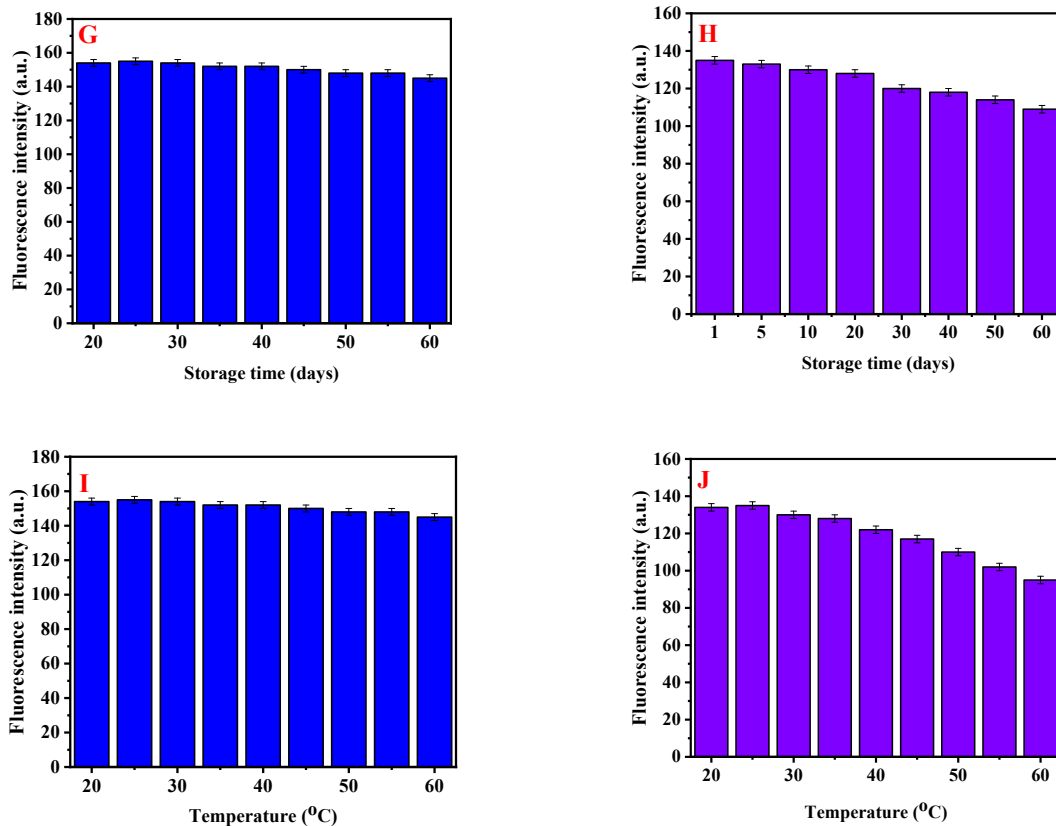 G
Fluorescence intensity (a.u.)
180
160
140
120
100
80
60
40
20
0
20 30 40 50 60
Storage time (days)
H
Fluorescence intensity (a.u.)
160
140
120
100
80
60
40
20
0
1 5 10 20 30 40 50 60
Storage time (days)
I
Fluorescence intensity (a.u.)
180
160
140
120
100
80
60
40
20
0
20 30 40 50 60
Temperature (⁰C)
J
Fluorescence intensity (a.u.)
160
140
120
100
80
60
40
20
0
20 30 40 50 60
Temperature (⁰C)